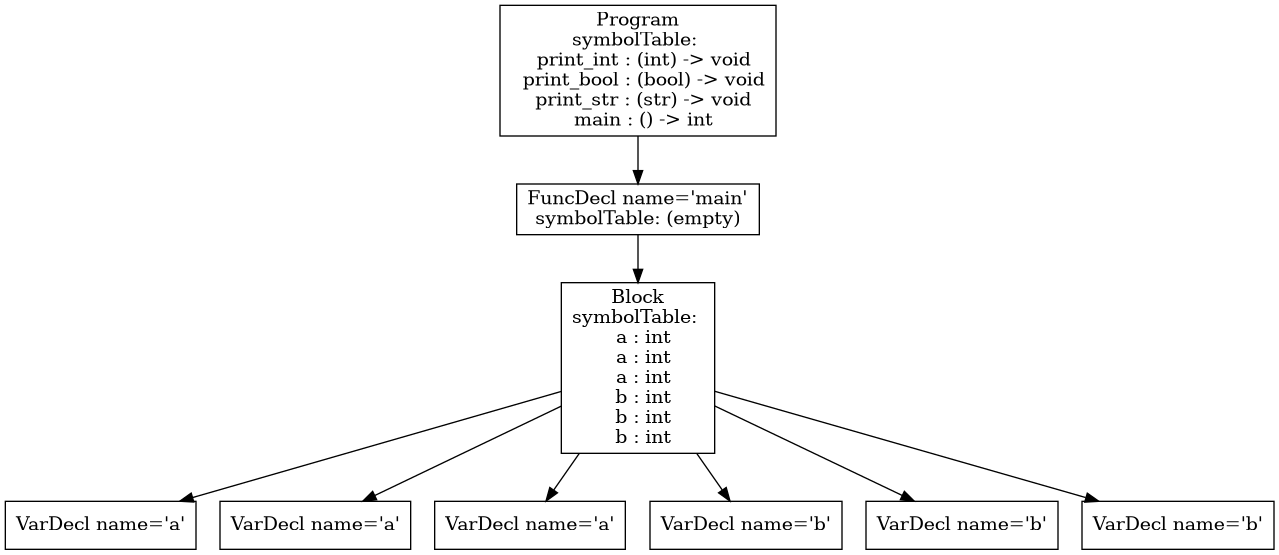 Program
symbolTable:
print_int : (int) -> void
print_bool : (bool) -> void
print_str : (str) -> void
main : () -> int
FuncDecl name='main'
symbolTable: (empty)
Block
symbolTable:
a : int
a : int
a : int
b : int
b : int
b : int
VarDecl name='a'
VarDecl name='a'
VarDecl name='a'
VarDecl name='b'
VarDecl name='b'
VarDecl name='b'